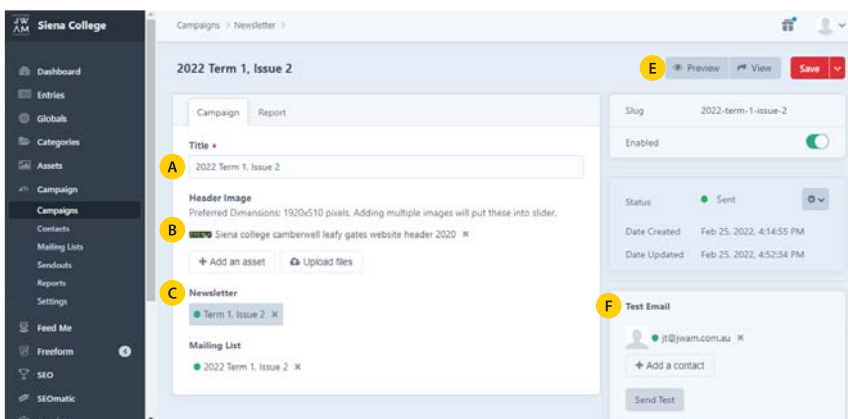 JW
AM
Siena College
Dashboard
Entries
Globals
Categories
Assets
Campaign
Campaigns
Contacts
Mailing Lists
Sendouts
Reports
Settings
Feed Me
Freeform
SEO
SEOmatic
Campaigns > Newsletter >
2022 Term 1, Issue 2
E
Preview
View
Save
Campaign
Report
Title
A
2022 Term 1, Issue 2
Header Image
Preferred Dimensions: 1920x510 pixels. Adding multiple images will put these into slider.
B
Siena college camberwell leafy gates website header 2020 ×
+ Add an asset
Upload files
C
Newsletter
Term 1, Issue 2 ×
Mailing List
2022 Term 1, Issue 2 ×
Slug 2022-term-1-issue-2
Enabled
Status Sent
Date Created Feb 25, 2022, 4:14:55 PM
Date Updated Feb 25, 2022, 4:52:34 PM
F
Test Email
jt@jwam.com.au ×
+ Add a contact
Send Test